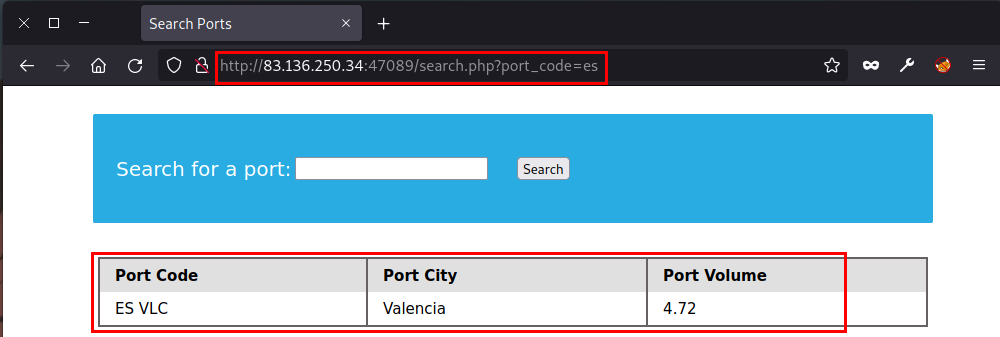 Search Ports
http://83.136.250.34:47089/search.php?port_code=es
Search for a port: Search
Port Code Port City Port Volume
ES VLC Valencia 4.72